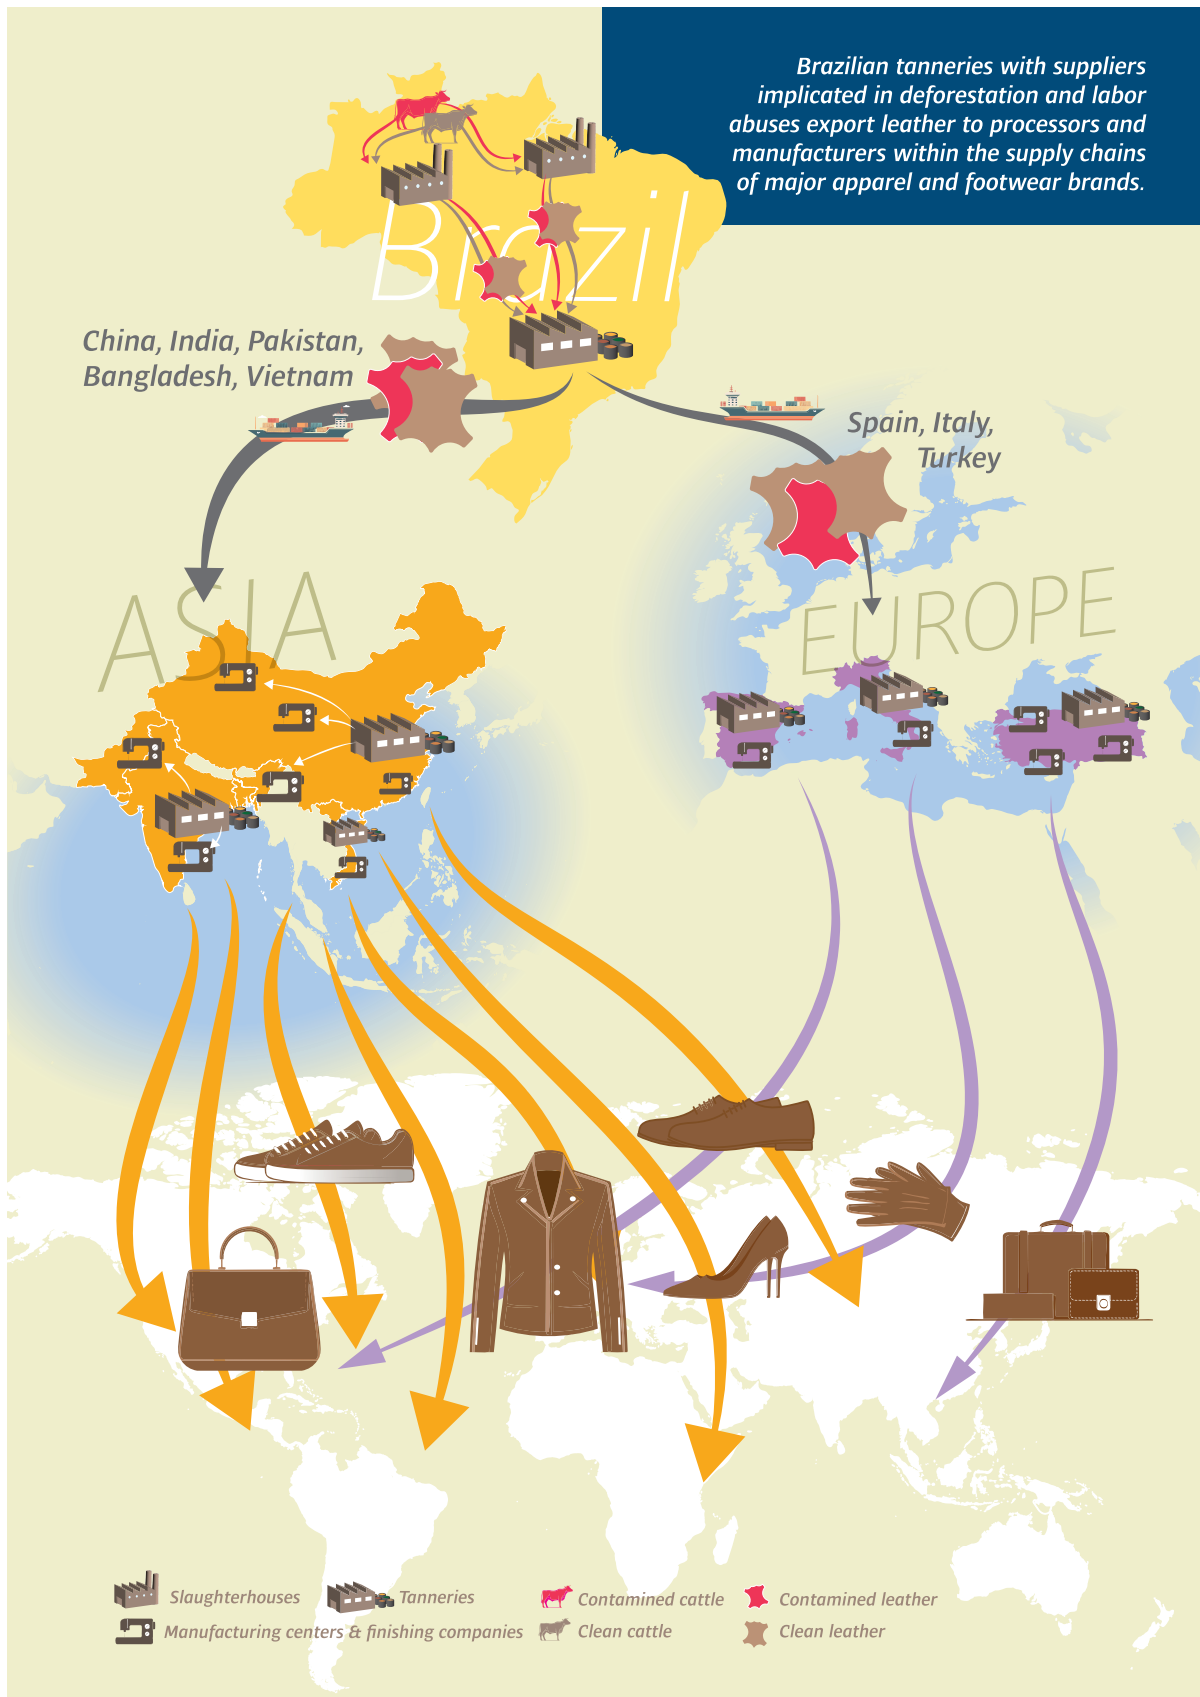 Brazilian tanneries with suppliers
implicated in deforestation and labor
abuses export leather to processors and
manufacturers within the supply chains
of major apparel and footwear brands.
Brazil
China, India, Pakistan,
Bangladesh, Vietnam
Spain, Italy,
Turkey
ASIA
EUROPE
Slaughterhouses
Tanneries
Contamined cattle
Contamined leather
Manufacturing centers & finishing companies
Clean cattle
Clean leather